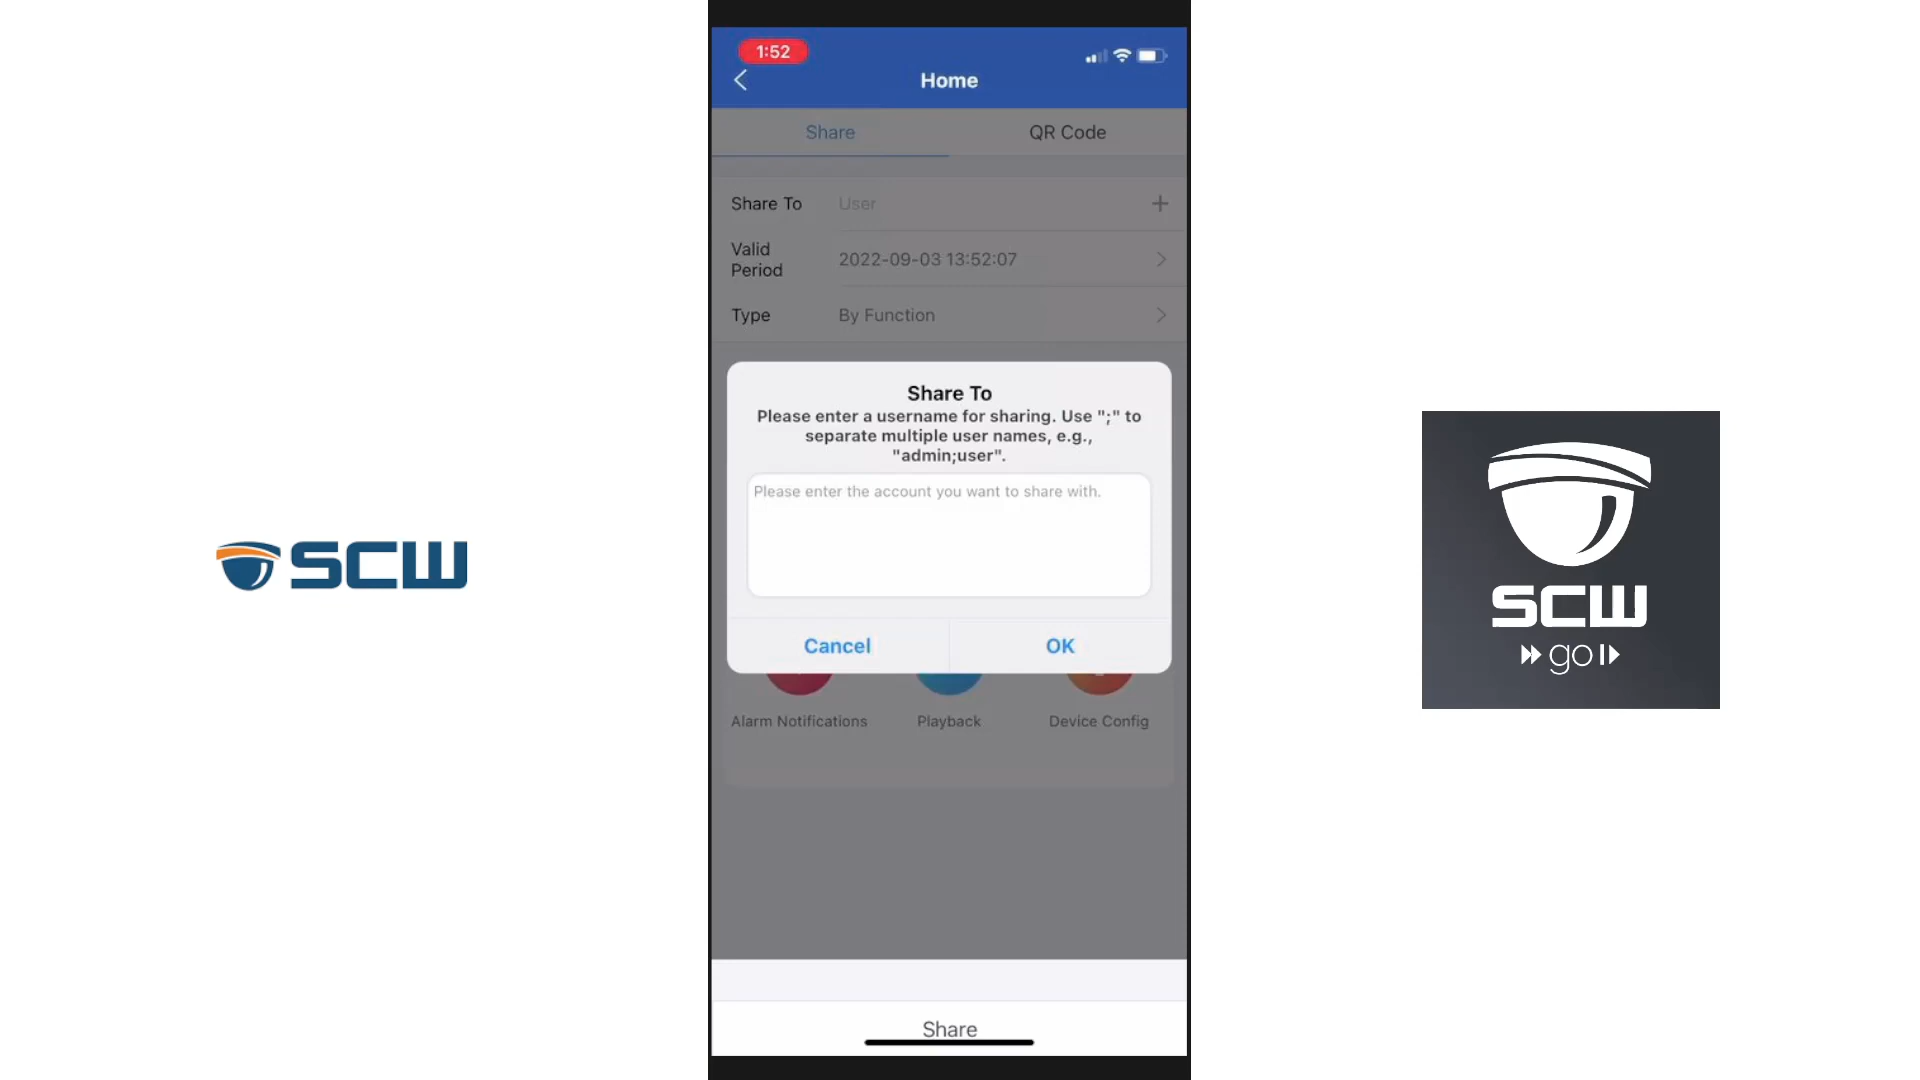 1:52
Home
Share
QR Code
Share To
User
Valid
Period
2022-09-03 13:52:07
Type
By Function
Share To
Please enter a username for sharing. Use ";" to
separate multiple user names, e.g.,
"admin;user".
Please enter the account you want to share with.
Cancel
OK
Alarm Notifications
Playback
Device Config
Share
SCW
SCW
go